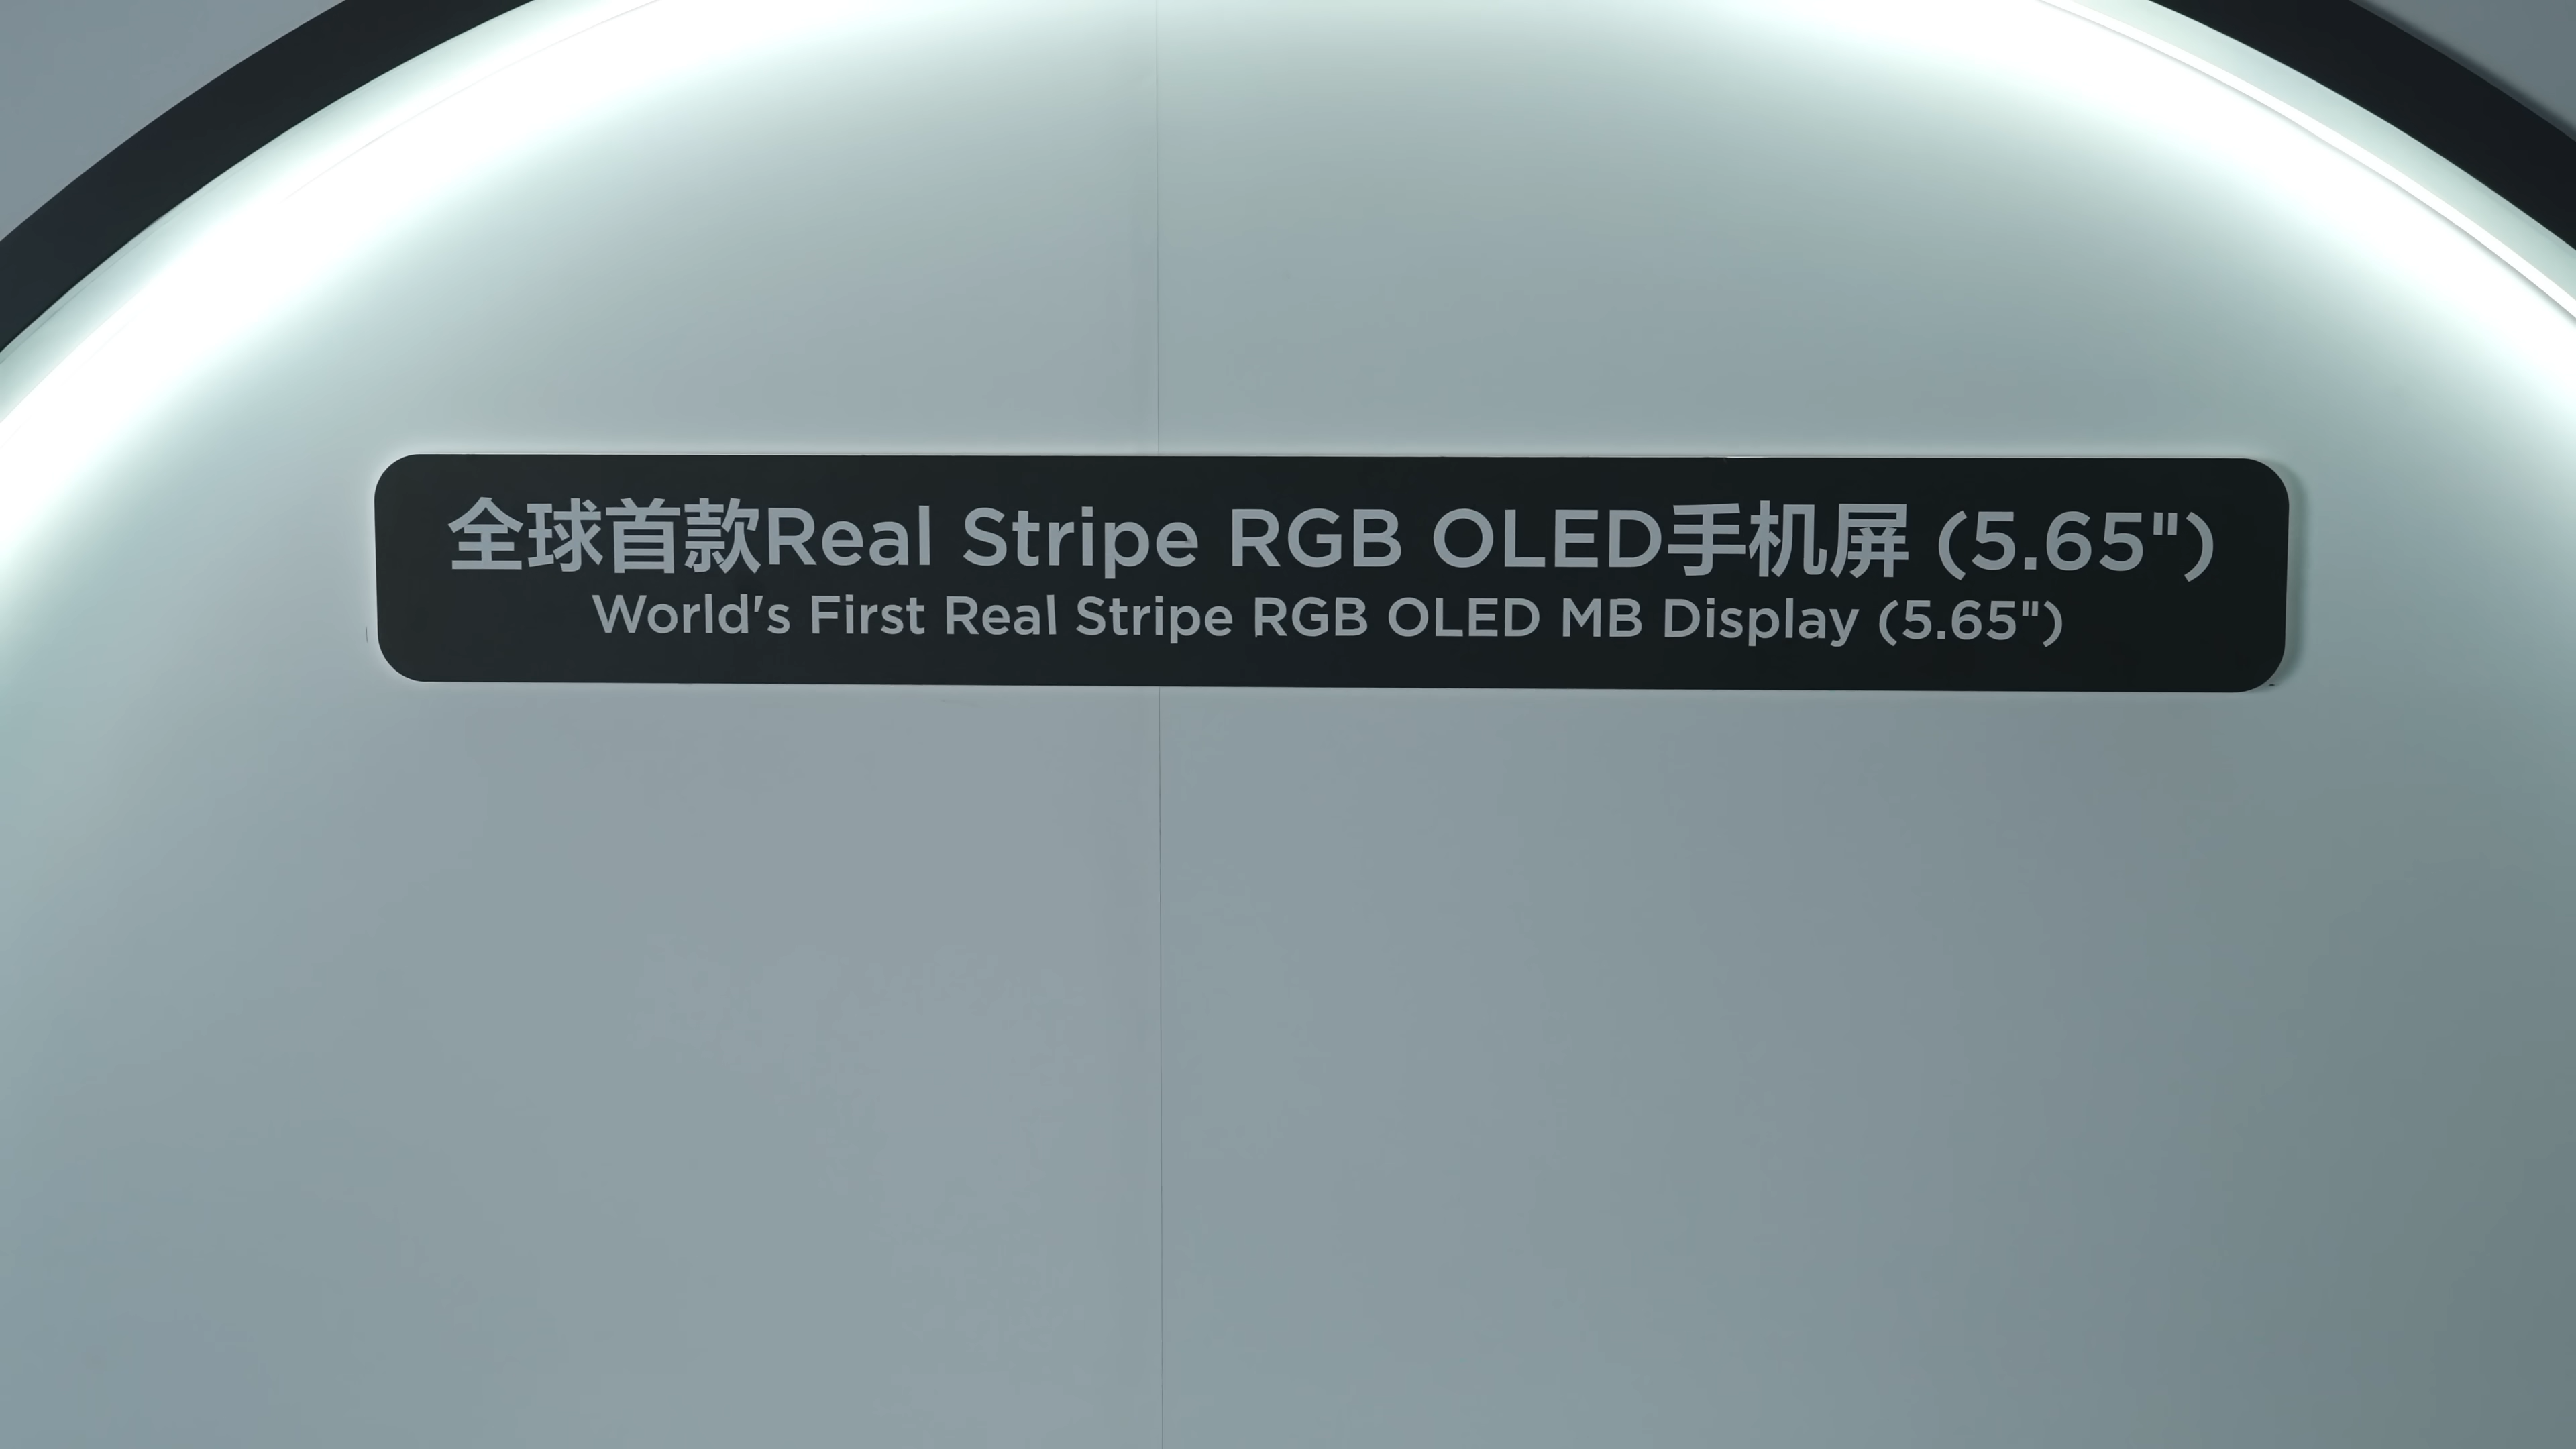 全球首款Real Stripe RGB OLED手机屏 (5.65")
World's First Real Stripe RGB OLED MB Display (5.65")